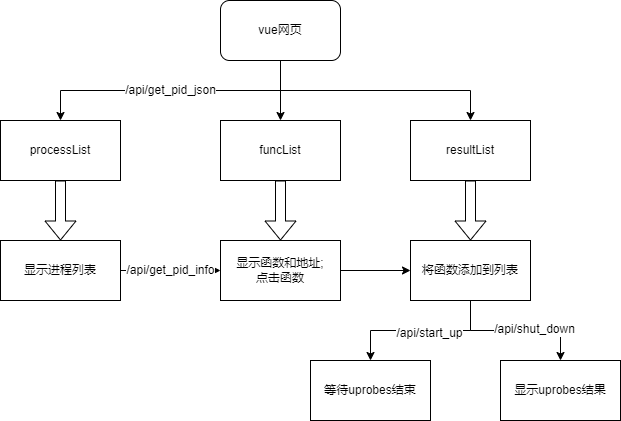 vue网页
/api/get_pid_json
processList
funcList
resultList
显示进程列表
/api/get_pid_info
显示函数和地址;
点击函数
将函数添加到列表
/api/start_up
/api/shut_down
等待uprobes结束
显示uprobes结果